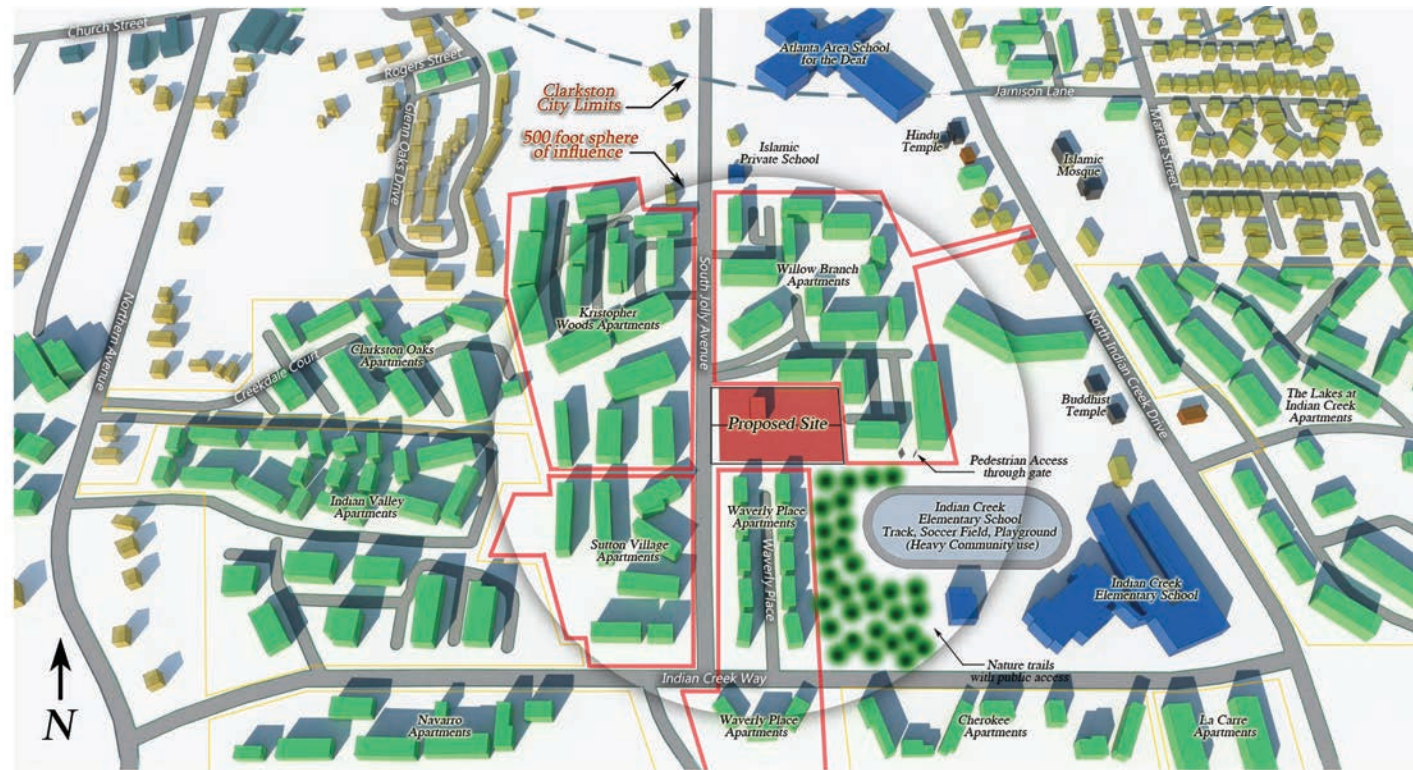 Church Street
Rogers Street
Glenn Oaks Drive
Clarkston
City Limits
500 foot sphere
of influence
Atlanta Area School
for the Deaf
Jamison Lane
Market Street
Islamic
Private School
Hindu
Temple
Islamic
Mosque
Northern Avenue
South Jolly Avenue
North Indian Creek Drive
Willow Branch
Apartments
Kristopher
Woods Apartments
Clarkston Oaks
Apartments
Creekdale Court
Proposed Site
Buddhist
Temple
The Lakes at
Indian Creek
Apartments
Pedestrian Access
through gate
Indian Valley
Apartments
Sutton Village
Apartments
Waverly Place
Apartments
Waverly Place
Indian Creek
Elementary School
Track, Soccer Field, Playground
(Heavy Community use)
Indian Creek
Elementary School
Nature trails
with public access
Indian Creek Way
N
Navarro
Apartments
Waverly Place
Apartments
Cherokee
Apartments
La Carre
Apartments